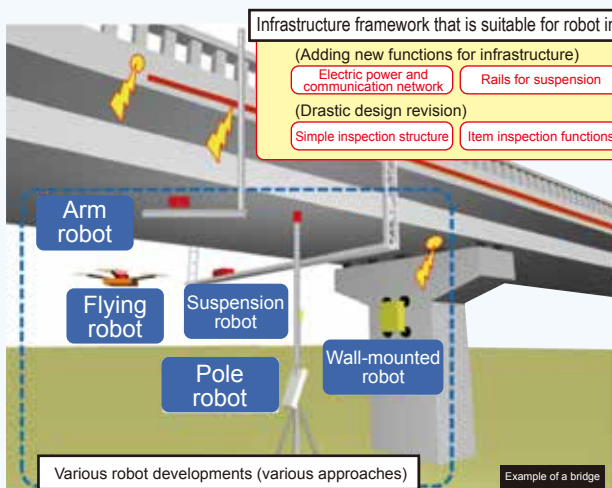 Infrastructure framework that is suitable for robot
(Adding new functions for infrastructure)
Electric power and
communication network
Rails for suspension
(Drastic design revision)
Simple inspection structure
Item inspection functions
Arm
robot
Flying
robot
Suspension
robot
Pole
robot
Wall-mounted
robot
Various robot developments (various approaches)
Example of a bridge